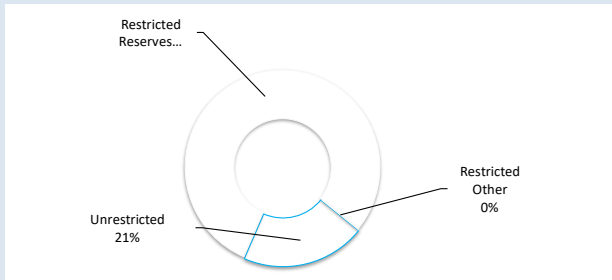 Restricted
Reserves...
Restricted
Other
0%
Unrestricted
21%